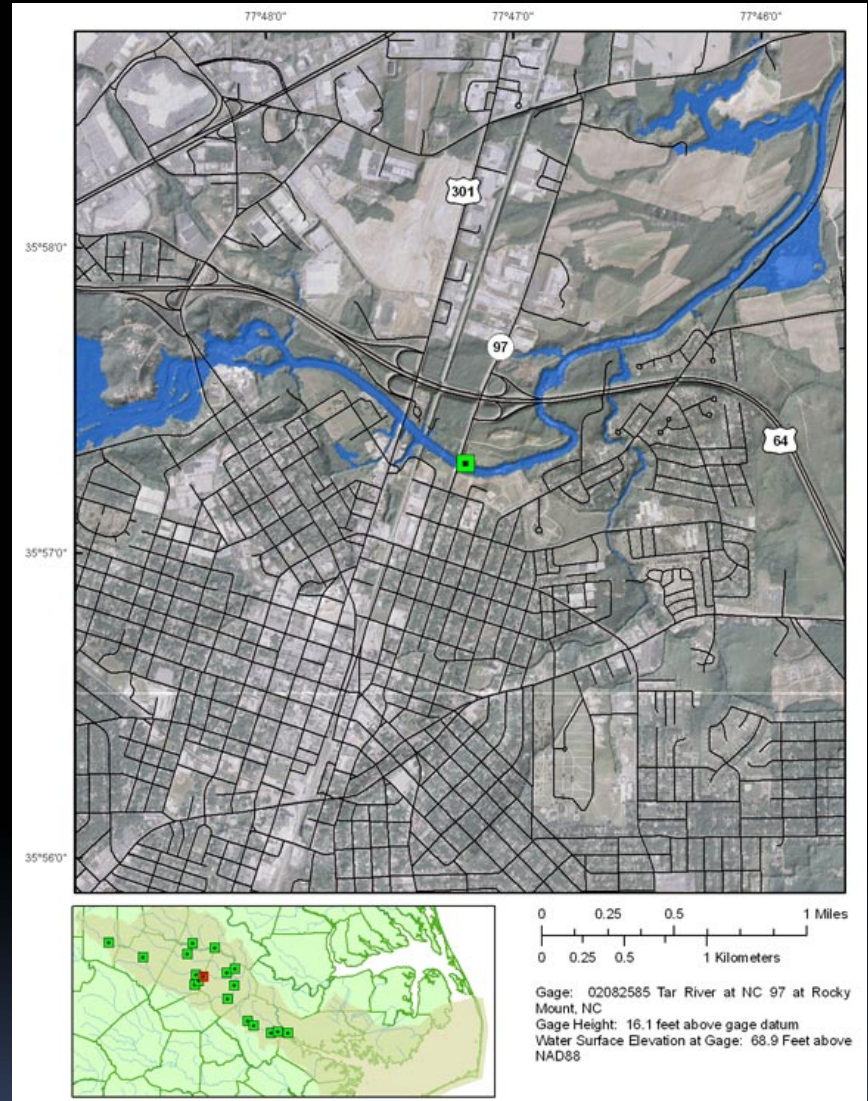 77°48'0" 77°47'0" 77°46'0"
301
35°58'0"
97
64
35°57'0"
35°56'0"
0 0.25 0.5 1 Miles
0 0.25 0.5 1 Kilometers
Gage: 02082585 Tar River at NC 97 at Rocky
Mount, NC
Gage Height: 16.1 feet above gage datum
Water Surface Elevation at Gage: 68.9 Feet above
NAD88